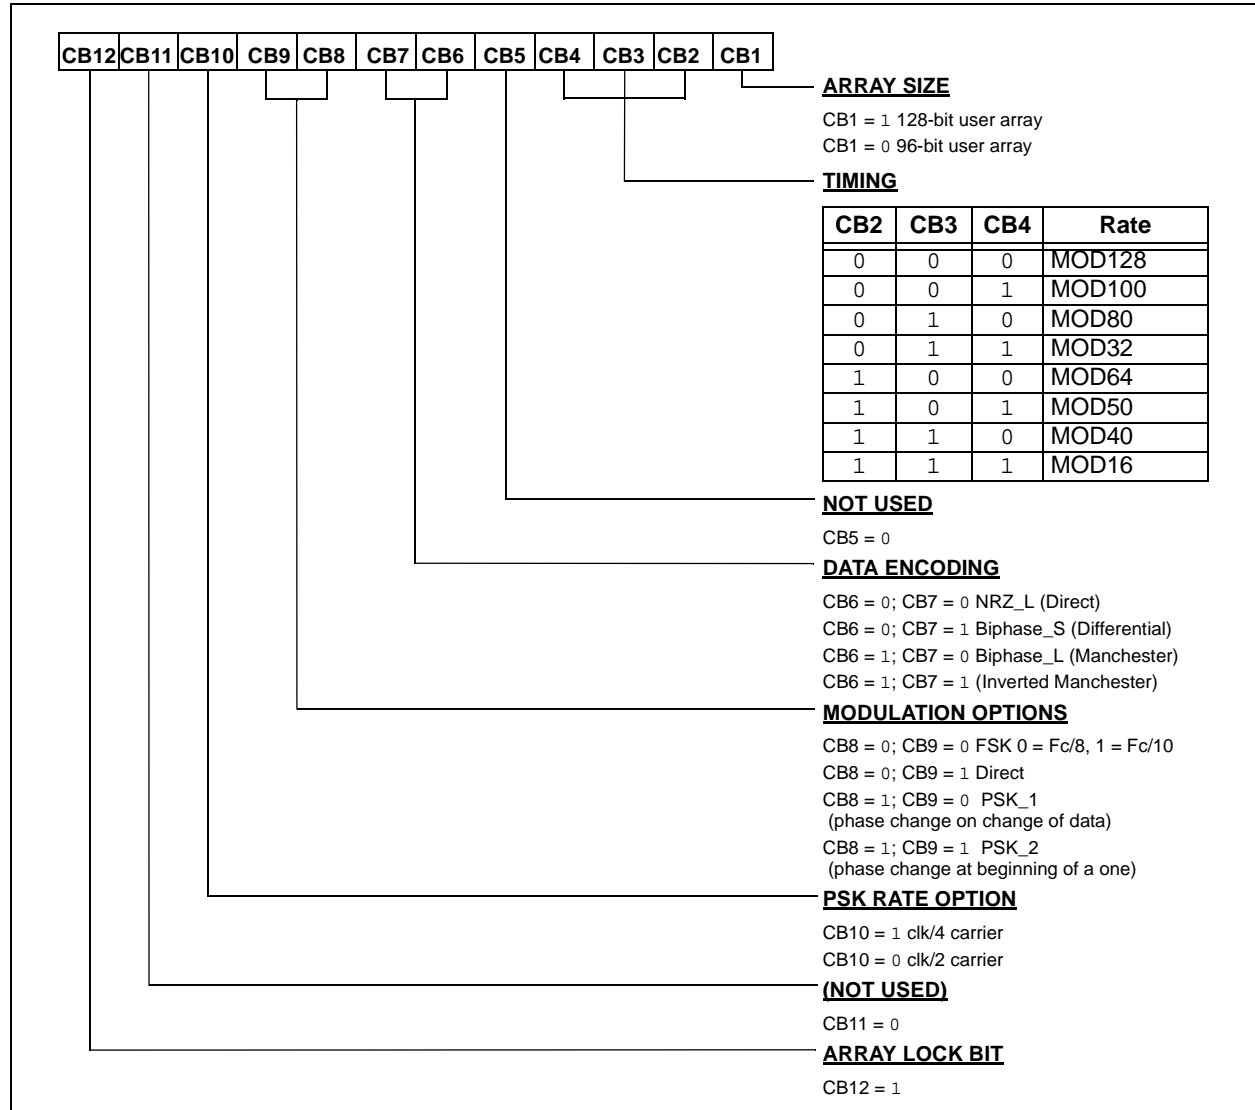 CB12 CB11 CB10 CB9 CB8 CB7 CB6 CB5 CB4 CB3 CB2 CB1
ARRAY SIZE
CB1 = 1 128-bit user array
CB1 = 0 96-bit user array
TIMING
CB2 CB3 CB4 Rate
0 0 0 MOD128
0 0 1 MOD100
0 1 0 MOD80
0 1 1 MOD32
1 0 0 MOD64
1 0 1 MOD50
1 1 0 MOD40
1 1 1 MOD16
NOT USED
CB5 = 0
DATA ENCODING
CB6 = 0; CB7 = 0 NRZ_L (Direct)
CB6 = 0; CB7 = 1 Biphase_S (Differential)
CB6 = 1; CB7 = 0 Biphase_L (Manchester)
CB6 = 1; CB7 = 1 (Inverted Manchester)
MODULATION OPTIONS
CB8 = 0; CB9 = 0 FSK 0 = Fc/8, 1 = Fc/10
CB8 = 0; CB9 = 1 Direct
CB8 = 1; CB9 = 0 PSK_1
(phase change on change of data)
CB8 = 1; CB9 = 1 PSK_2
(phase change at beginning of a one)
PSK RATE OPTION
CB10 = 1 clk/4 carrier
CB10 = 0 clk/2 carrier
(NOT USED)
CB11 = 0
ARRAY LOCK BIT
CB12 = 1